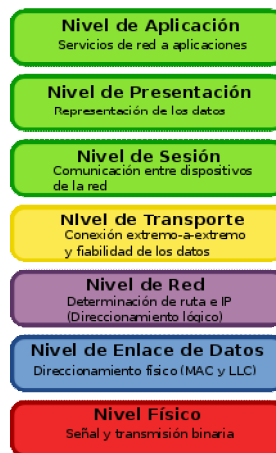 Nivel de Aplicación
Servicios de red a aplicaciones
Nivel de Presentación
Representación de los datos
Nivel de Sesión
Comunicación entre dispositivos
de la red
NIvel de Transporte
Conexión extremo-a-extremo
y fiabilidad de los datos
Nivel de Red
Determinación de ruta e IP
(Direccionamiento lógico)
Nivel de Enlace de Datos
Direccionamiento físico (MAC y LLC)
Nivel Físico
Señal y transmisión binaria